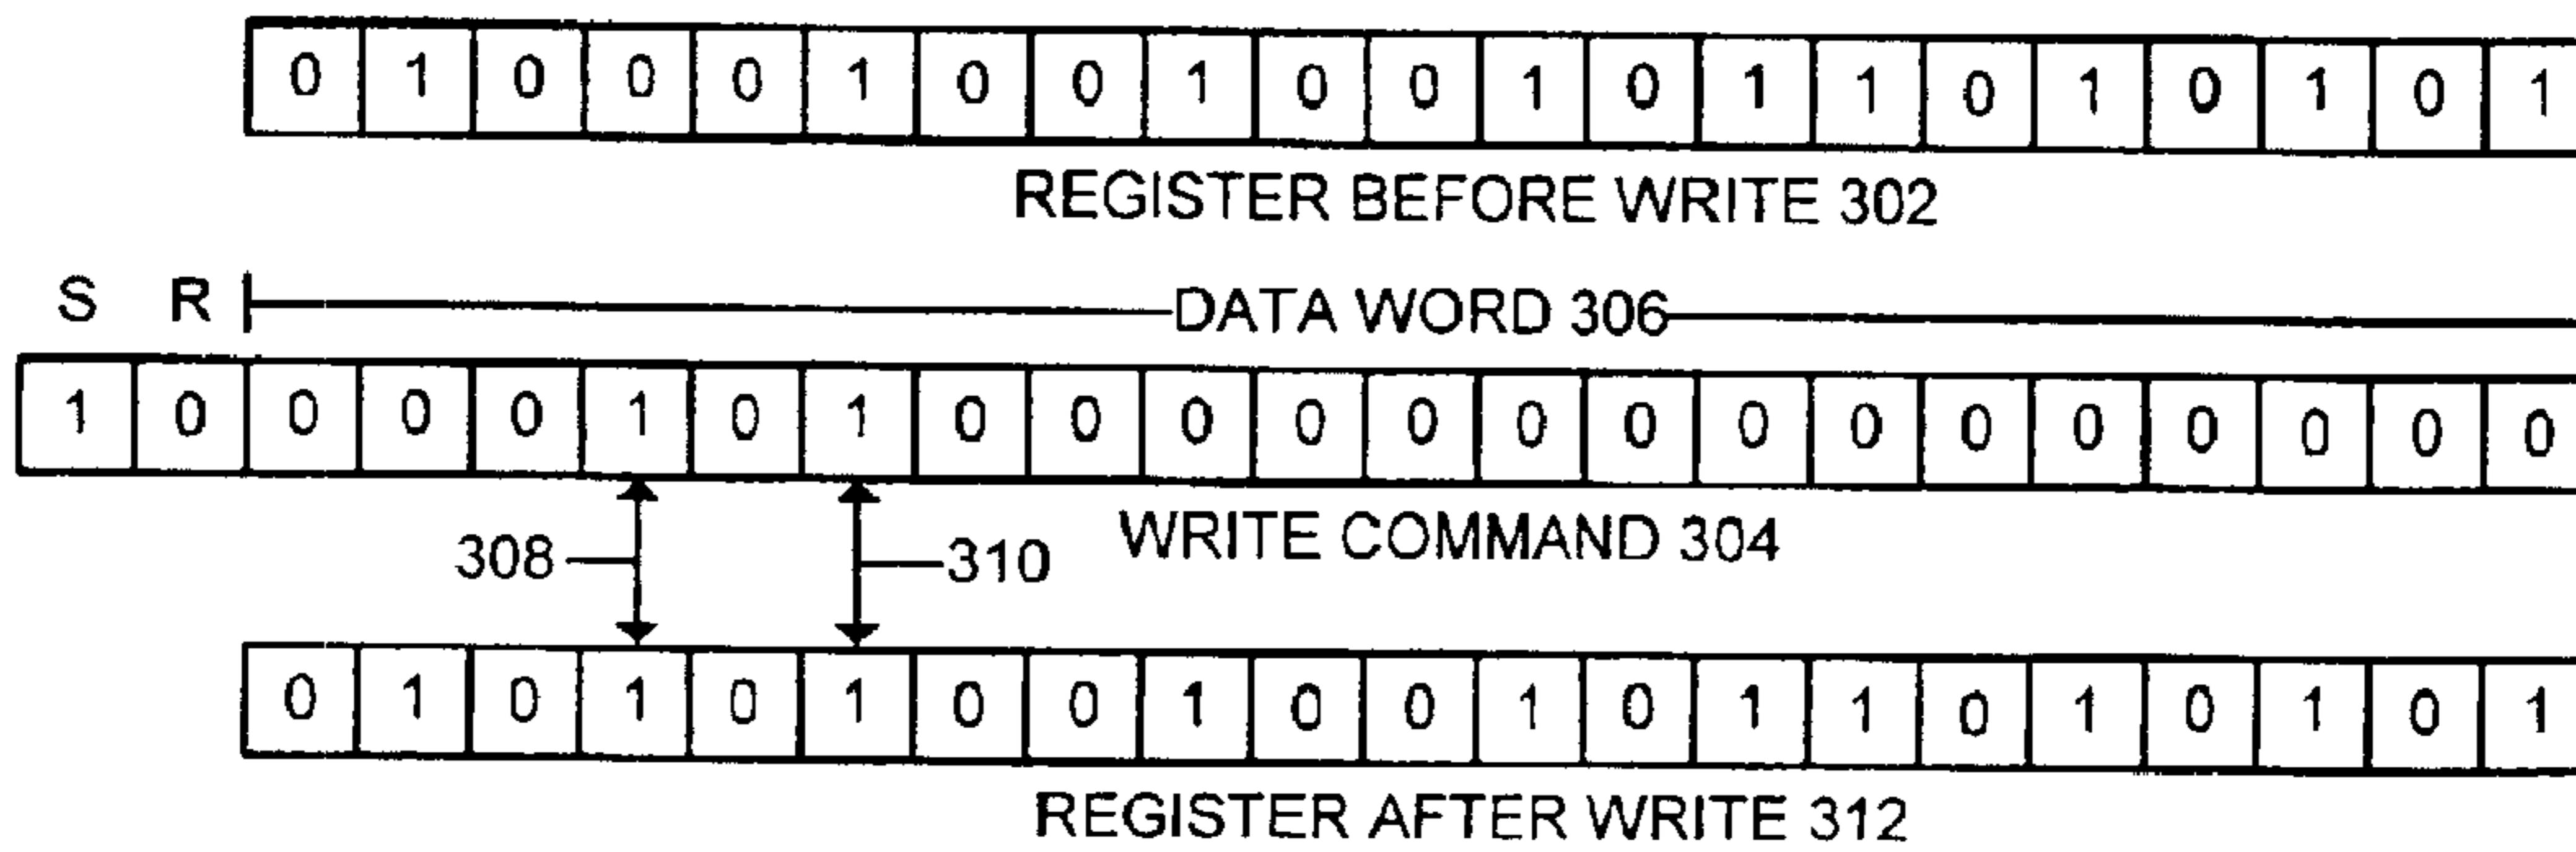 0 1 0 0 0 1 0 0 1 0 0 1 0 1 1 0 1 0 1 0 1
REGISTER BEFORE WRITE 302
S R DATA WORD 306
1 0 0 0 0 1 0 1 0 0 0 0 0 0 0 0 0 0 0 0 0 0 0
308 310 WRITE COMMAND 304
0 1 0 1 0 1 0 0 1 0 0 1 0 1 1 0 1 0 1 0 1
REGISTER AFTER WRITE 312